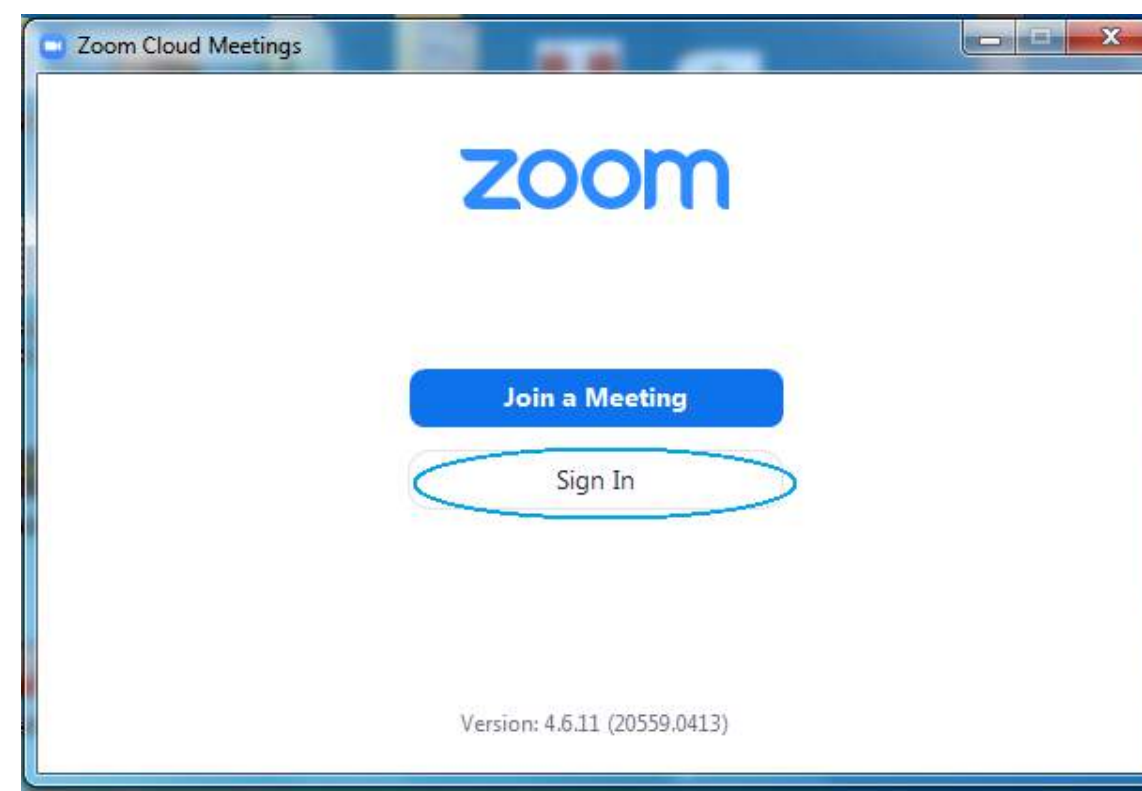 Zoom Cloud Meetings
zoom
Join a Meeting
Sign In
Version: 4.6.11 (20559.0413)